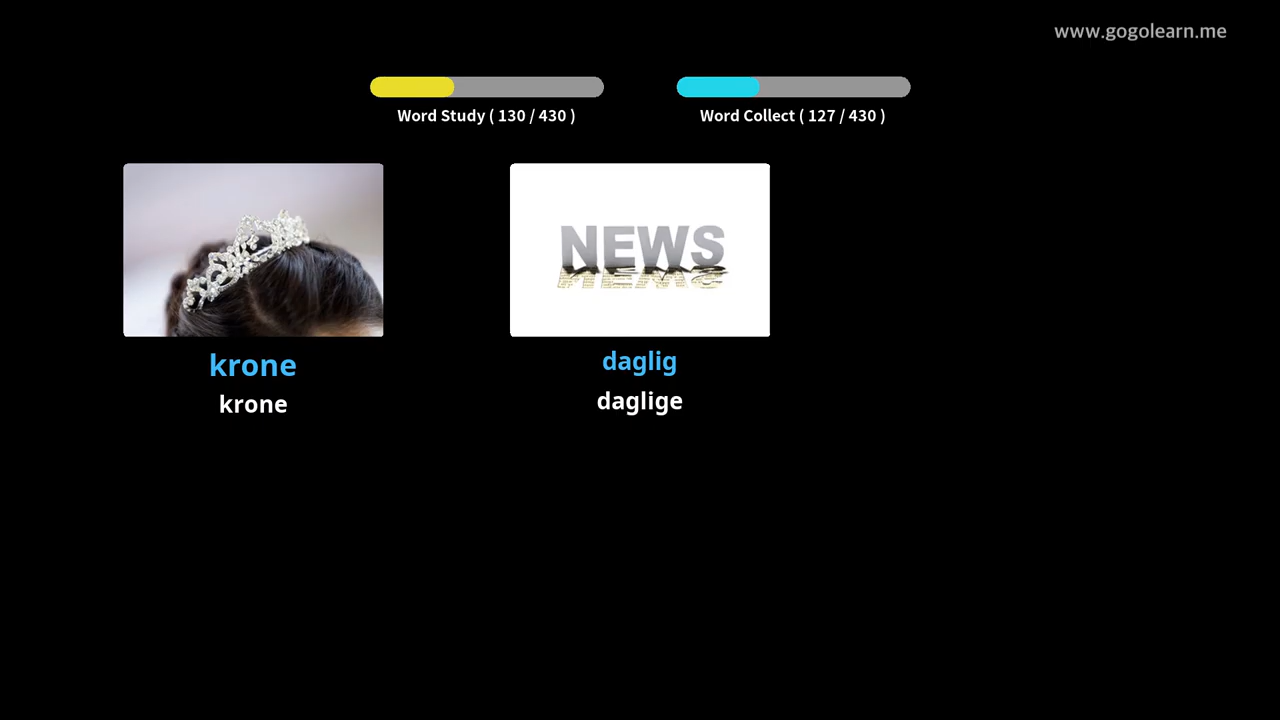 www.gogolearn.me
Word Study ( 130 / 430 )
Word Collect ( 127 / 430 )
NEWS
krone
krone
daglig
daglige